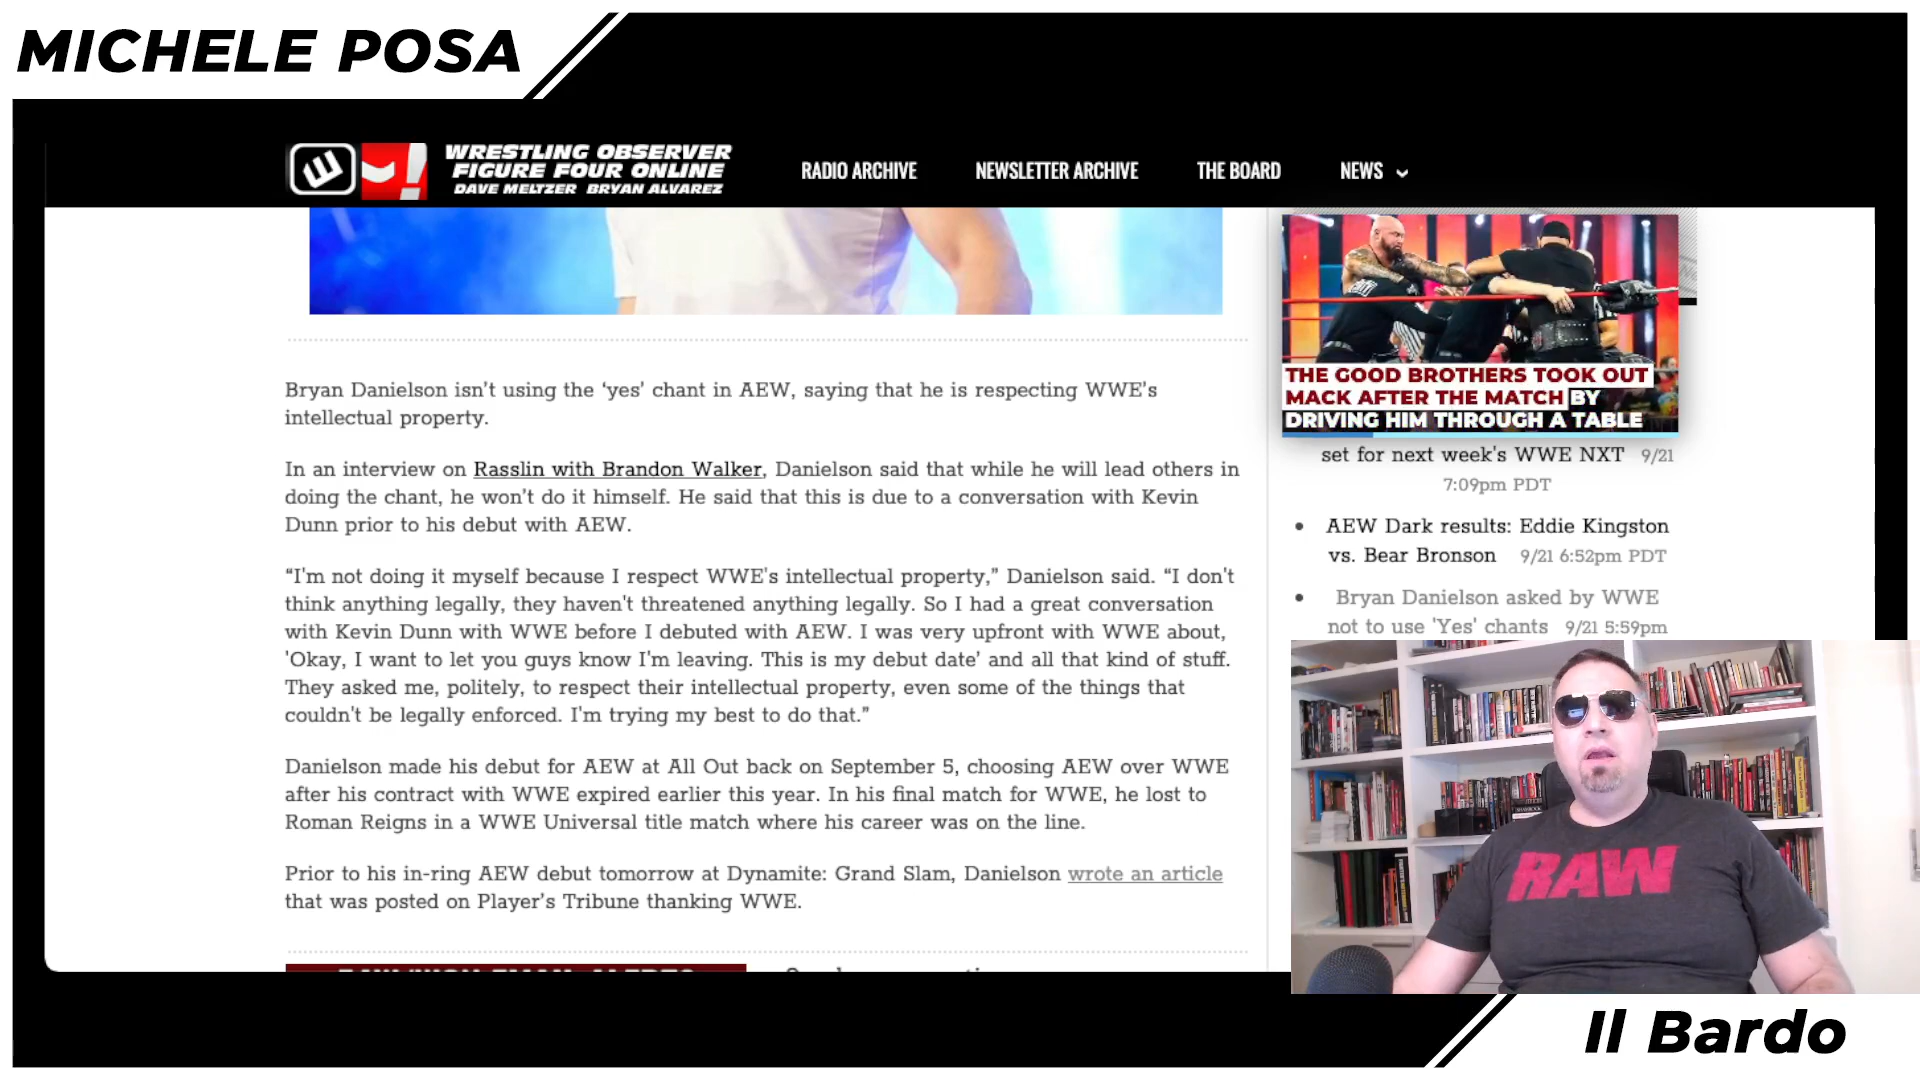 MICHELE POSA
WRESTLING OBSERVER
FIGURE FOUR ONLINE
DAVE MELTZER BRYAN ALVAREZ
RADIO ARCHIVE
NEWSLETTER ARCHIVE
THE BOARD
NEWS
Bryan Danielson isn't using the ‘yes’ chant in AEW, saying that he is respecting WWE's
intellectual property.
In an interview on Rasslin with Brandon Walker, Danielson said that while he will lead others in
doing the chant, he won't do it himself. He said that this is due to a conversation with Kevin
Dunn prior to his debut with AEW.
“I'm not doing it myself because I respect WWE's intellectual property,” Danielson said. “I don't
think anything legally, they haven't threatened anything legally. So I had a great conversation
with Kevin Dunn with WWE before I debuted with AEW. I was very upfront with WWE about,
'Okay, I want to let you guys know I'm leaving. This is my debut date’ and all that kind of stuff.
They asked me, politely, to respect their intellectual property, even some of the things that
couldn't be legally enforced. I'm trying my best to do that.”
Danielson made his debut for AEW at All Out back on September 5, choosing AEW over WWE
after his contract with WWE expired earlier this year. In his final match for WWE, he lost to
Roman Reigns in a WWE Universal title match where his career was on the line.
Prior to his in-ring AEW debut tomorrow at Dynamite: Grand Slam, Danielson wrote an article
that was posted on Player's Tribune thanking WWE.
THE GOOD BROTHERS TOOK OUT
MACK AFTER THE MATCH BY
DRIVING HIM THROUGH A TABLE
set for next week's WWE NXT 9/21
7:09pm PDT
AEW Dark results: Eddie Kingston
vs. Bear Bronson 9/21 6:52pm PDT
Bryan Danielson asked by WWE
not to use 'Yes' chants 9/21 5:59pm
RAW
Il Bardo